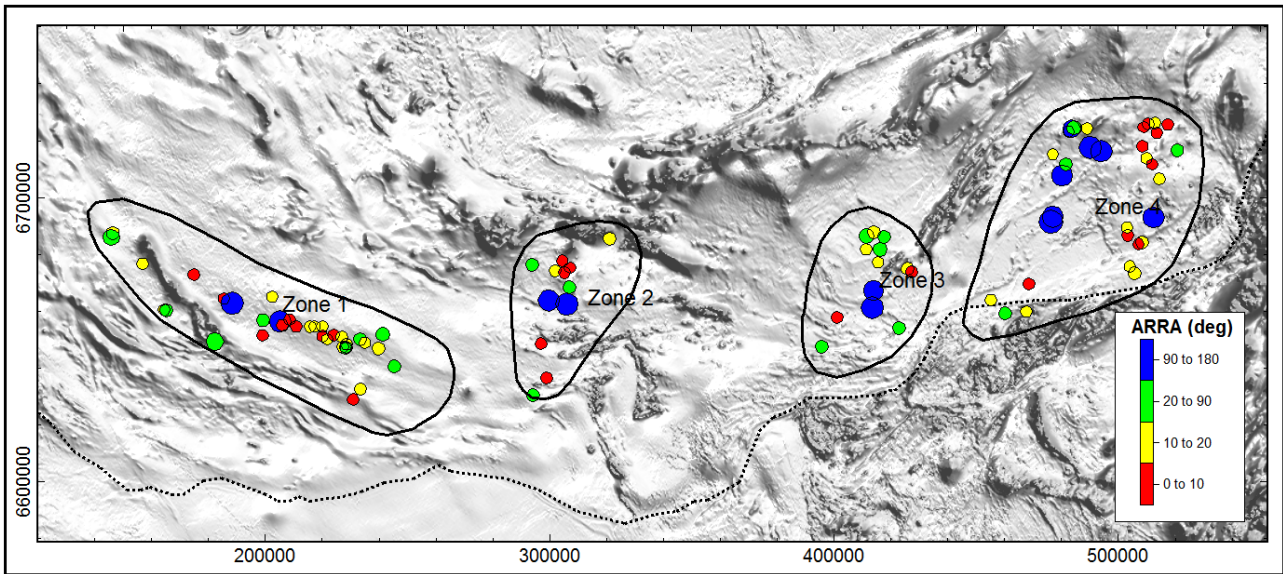 6700000
6600000
Zone 1
Zone 2
Zone 3
Zone 4
ARRA (deg)
90 to 180
20 to 90
10 to 20
0 to 10
200000
300000
400000
500000